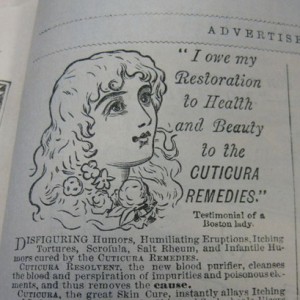 ADVERTIS
"I owe my
Restoration
to Health
and Beauty
to the
CUTICURA
REMEDIES."
Testimonial of a
Boston lady.
DISFIGURING Humors, Humiliating Eruptions, Itching
Tortures, Scrofula, Salt Rheum, and Infantile Hu-
mors cured by the CUTICURA REMEDIES.
CUTICURA RESOLVENT, the new blood purifier, cleanses
the blood and perspiration of impurities and poisonous ele-
ments, and thus removes the cause.
CUTICURA, the great Skin Cure, instantly allays Itching